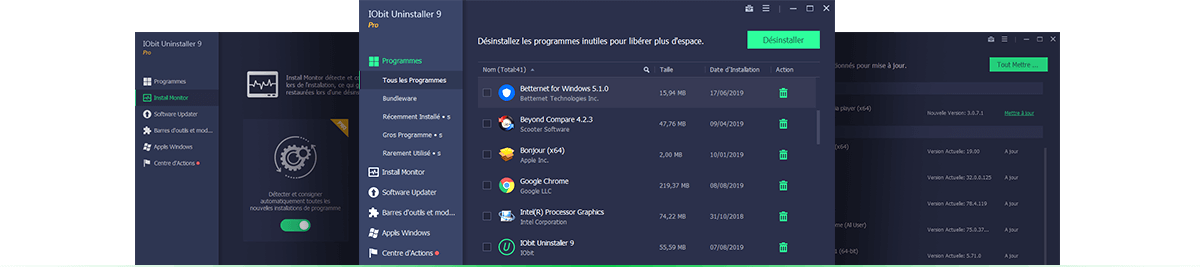 IObit Uninstaller 9
Pro
Programmes
Install Monitor
Software Updater
Barres d'outils et mod...
Applis Windows
Centre d'Actions
Install Monitor détecte et c
lors de l'installation, ce qui g
restaurées lors d'une désins
Pro
Détecter et consigner
automatiquement toutes les
nouvelles installations de programme
IObit Uninstaller 9
Pro
Programmes
Tous les Programmes
Bundleware
Récemment Installé • s
Gros Programme • s
Rarement Utilisé • s
Install Monitor
Software Updater
Barres d'outils et mod...
Applis Windows
Centre d'Actions
Désinstallez les programmes inutiles pour libérer plus d'espace.
Désinstaller
Nom (Total:41) Taille Date d'Installation Action
Betternet for Windows 5.1.0
Betternet Technologies Inc.
15,94 MB 17/06/2019
Beyond Compare 4.2.3
Scooter Software
47,76 MB 09/04/2019
Bonjour (x64)
Apple Inc.
2,00 MB 10/01/2019
Google Chrome
Google LLC
219,37 MB 08/08/2019
Intel(R) Processor Graphics
Intel Corporation
74,22 MB 31/10/2018
IObit Uninstaller 9
IObit
55,59 MB 07/08/2019
ionnés pour mise à jour.
Tout Mettre ...
ia player (x64)
Nouvelle Version: 3.0.7.1 Mettre à jour
(x64)
Version Actuelle: 19.00 A jour
Version Actuelle: 32.0.0.125 A jour
Version Actuelle: 78.4.119 A jour
me (All User)
Version Actuelle: 75.0.37... A jour
1 (64-bit)
Version Actuelle: 5.71.0 A jour